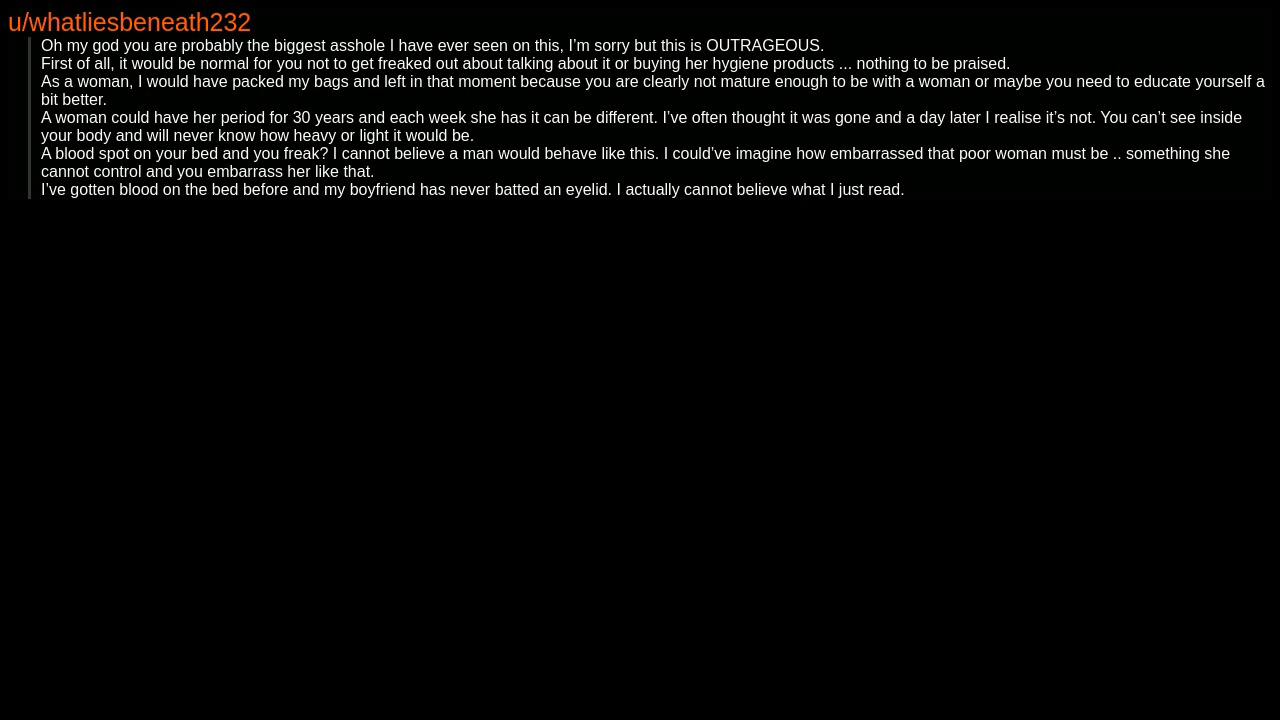 u/whatliesbeneath232
Oh my god you are probably the biggest asshole I have ever seen on this, I’m sorry but this is OUTRAGEOUS.
First of all, it would be normal for you not to get freaked out about talking about it or buying her hygiene products ... nothing to be praised.
As a woman, I would have packed my bags and left in that moment because you are clearly not mature enough to be with a woman or maybe you need to educate yourself a
bit better.
A woman could have her period for 30 years and each week she has it can be different. I’ve often thought it was gone and a day later I realise it’s not. You can’t see inside
your body and will never know how heavy or light it would be.
A blood spot on your bed and you freak? I cannot believe a man would behave like this. I could’ve imagine how embarrassed that poor woman must be .. something she
cannot control and you embarrass her like that.
I’ve gotten blood on the bed before and my boyfriend has never batted an eyelid. I actually cannot believe what I just read.